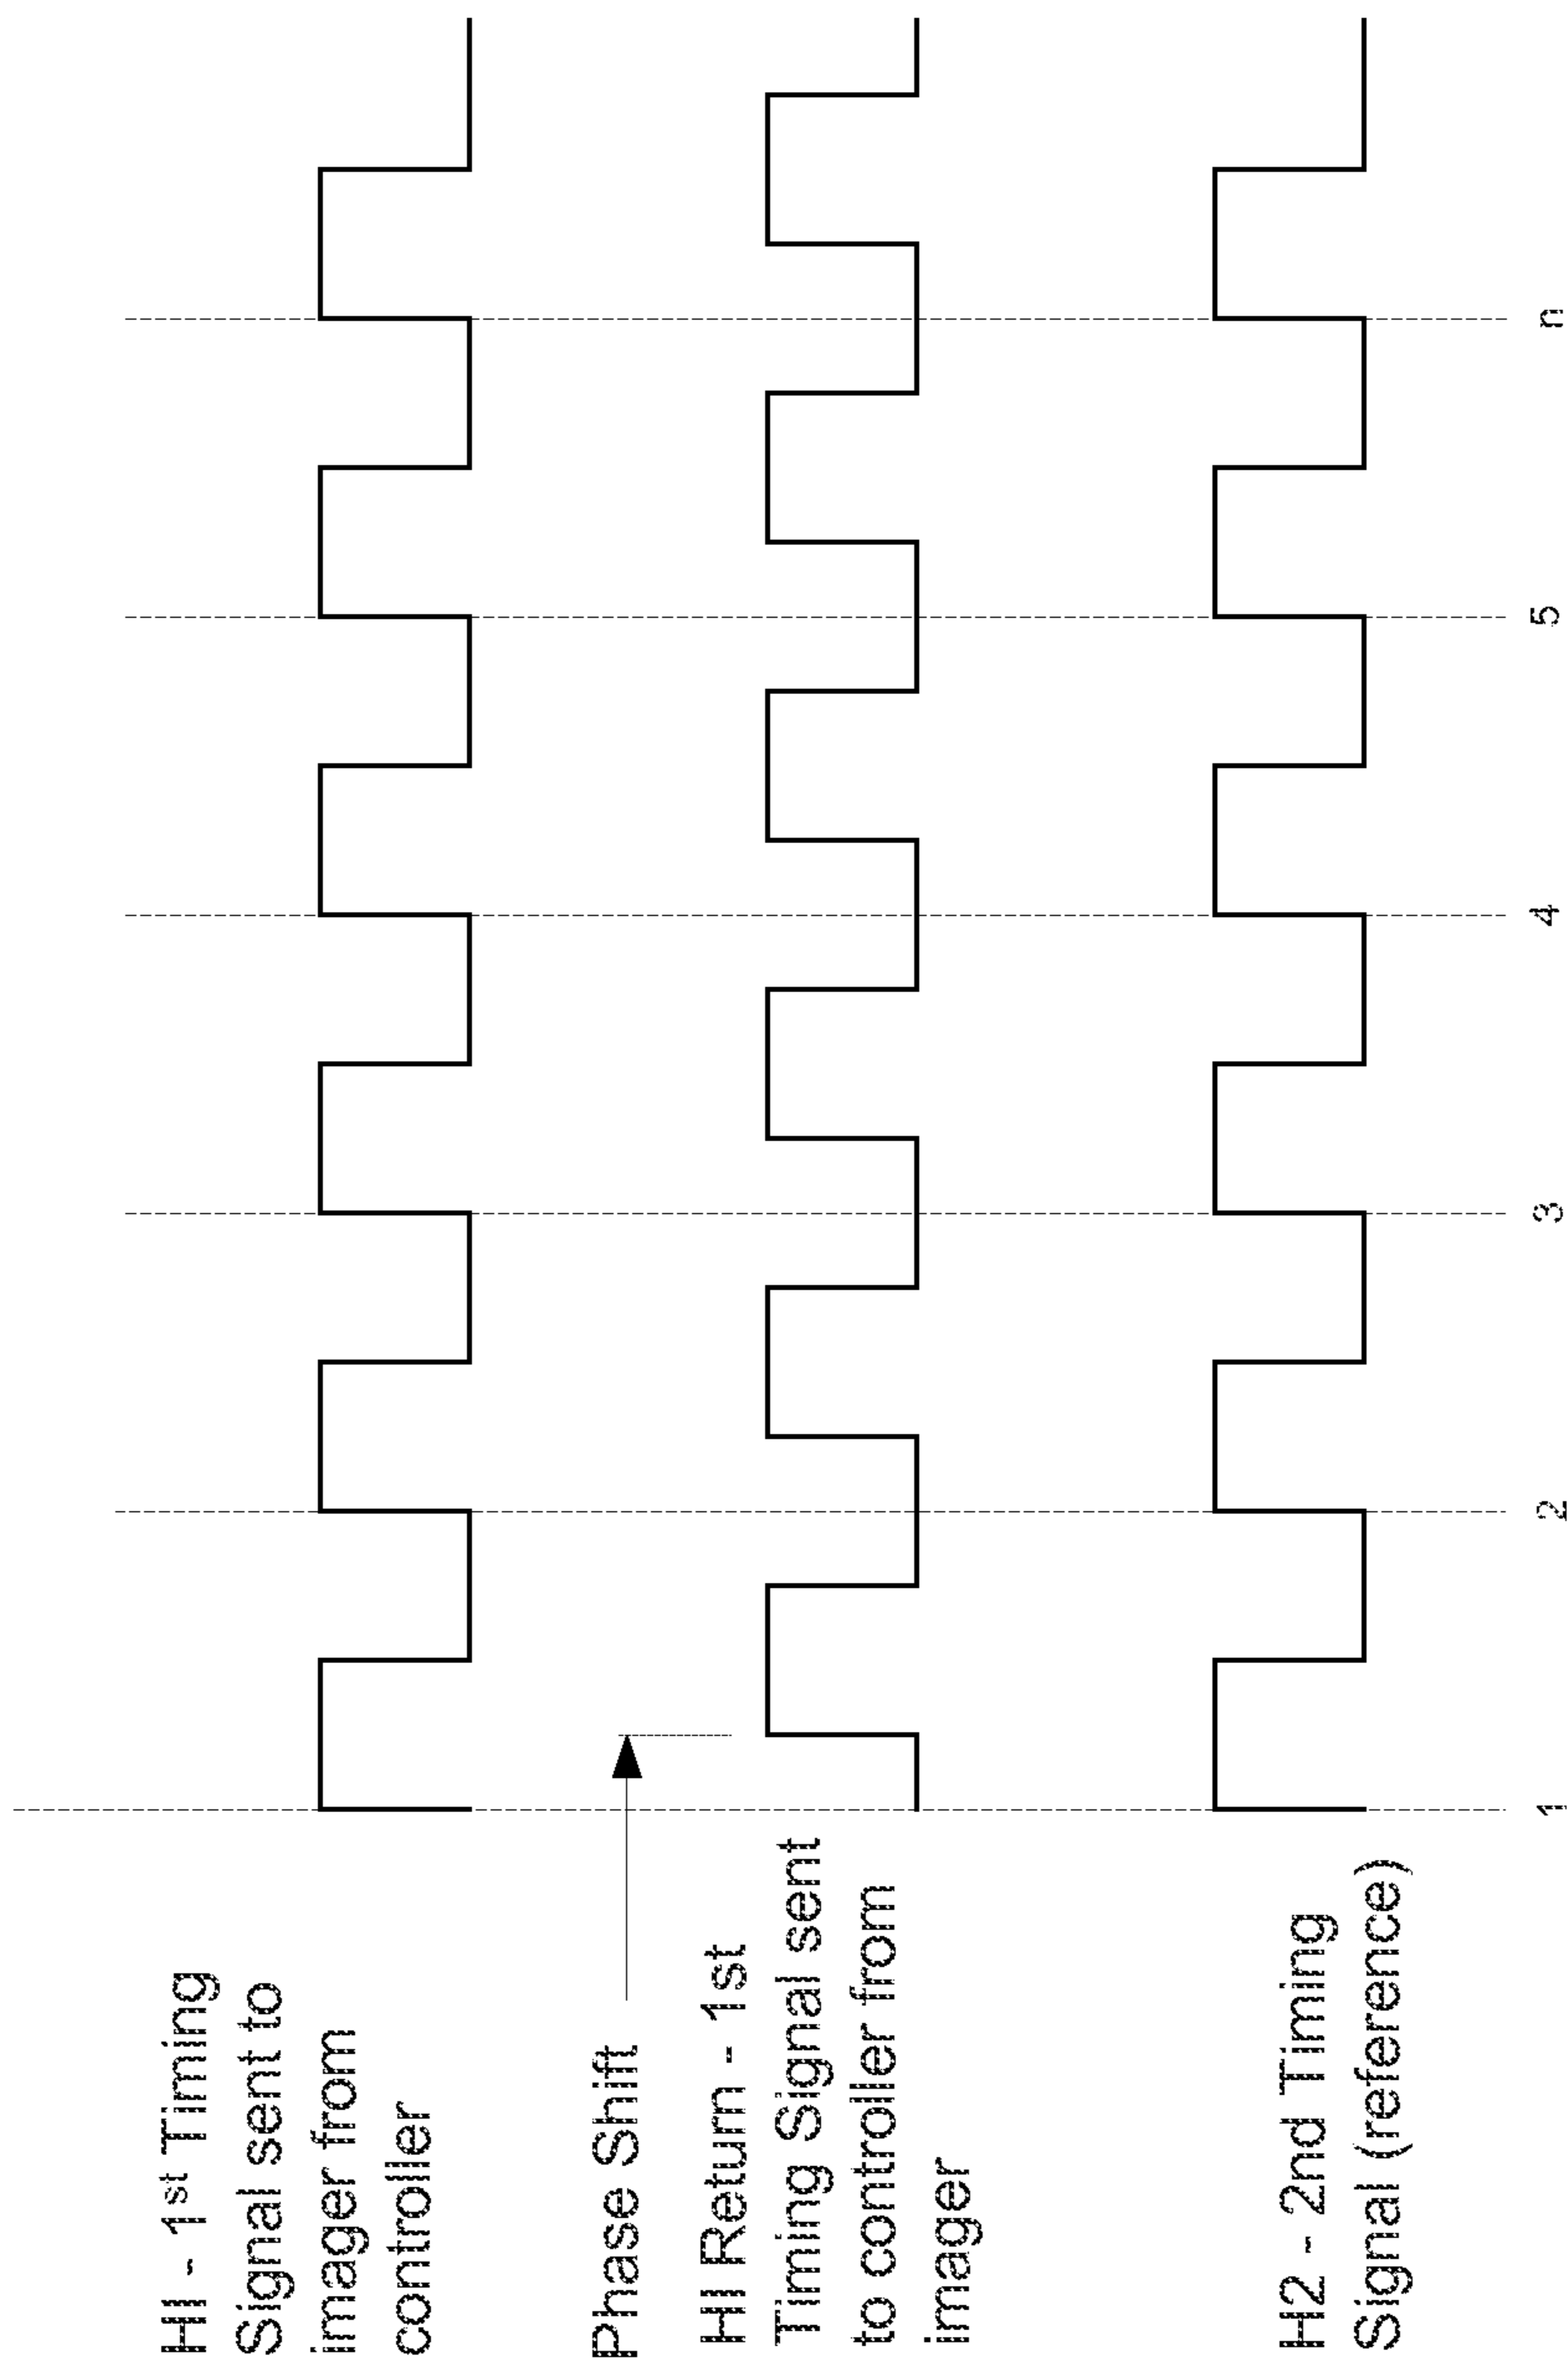 HI - 1st Timing
Signal sent to
imager from
controller
Phase Shift
HI Return - 1st
Timing Signal sent
to controller from
imager
H2 - 2nd Timing
Signal (reference)
1 2 3 4 5 n